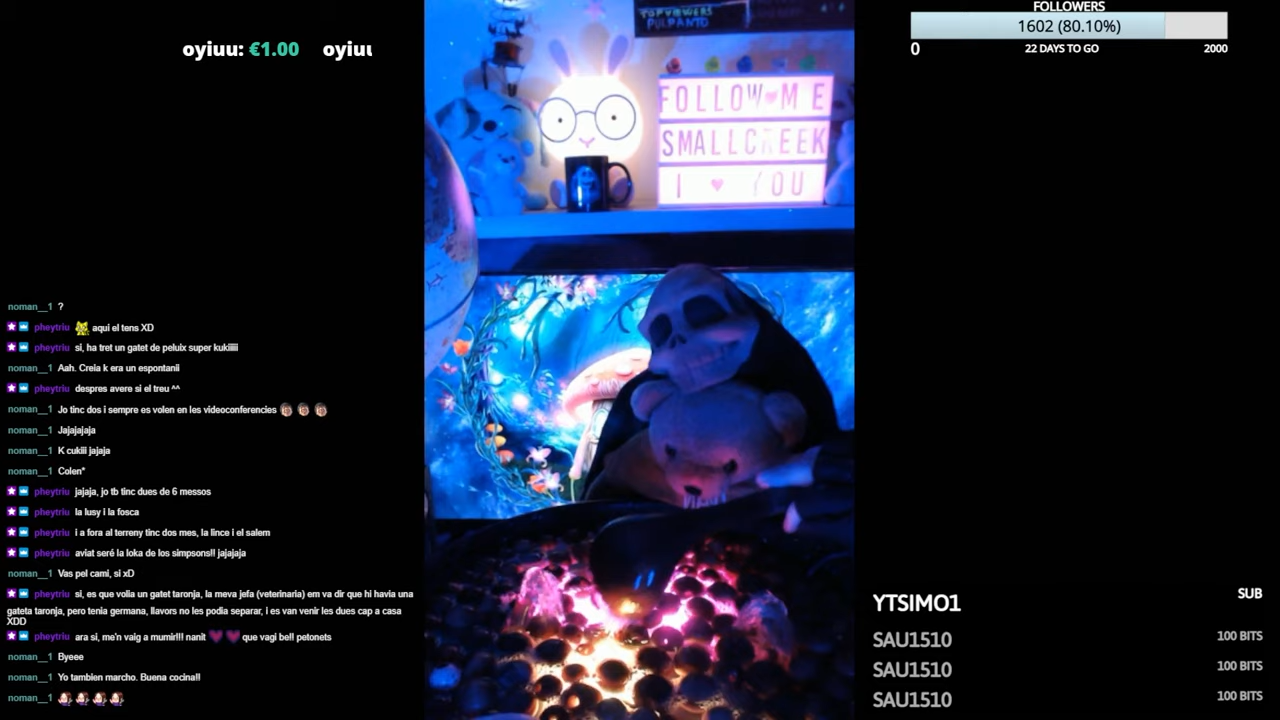 FOLLOWERS
1602 (80.10%)
0 22 DAYS TO GO 2000
oyiuu: €1.00 oyiuu
TOPVIEWERS
PULPANTO
FOLLOW♥ME
SMALLCREEK
I ♥ YOU
noman__1 ?
pheytriu aqui el tens XD
pheytriu si, ha tret un gatet de peluix super kukiiiii
noman__1 Aah. Creia k era un espontanii
pheytriu despres avere si el treu ^^
noman__1 Jo tinc dos i sempre es volen en les videoconferencies
noman__1 Jajajajaja
noman__1 K cukiii jajaja
noman__1 Colen*
pheytriu jajaja, jo tb tinc dues de 6 messos
pheytriu la lusy i la fosca
pheytriu i a fora al terreny tinc dos mes, la lince i el salem
pheytriu aviat seré la loka de los simpsons!! jajajaja
noman__1 Vas pel cami, si xD
pheytriu si, es que volia un gatet taronja, la meva jefa (veterinaria) em va dir que hi havia una
gateta taronja, pero tenia germana, llavors no les podia separar, i es van venir les dues cap a casa
XDD
pheytriu ara si, me'n vaig a mumir!!! nanit 💜 💜 que vagi be!! petonets
noman__1 Byeee
noman__1 Yo tambien marcho. Buena cocina!!
noman__1
YTSIMO1 SUB
SAU1510 100 BITS
SAU1510 100 BITS
SAU1510 100 BITS